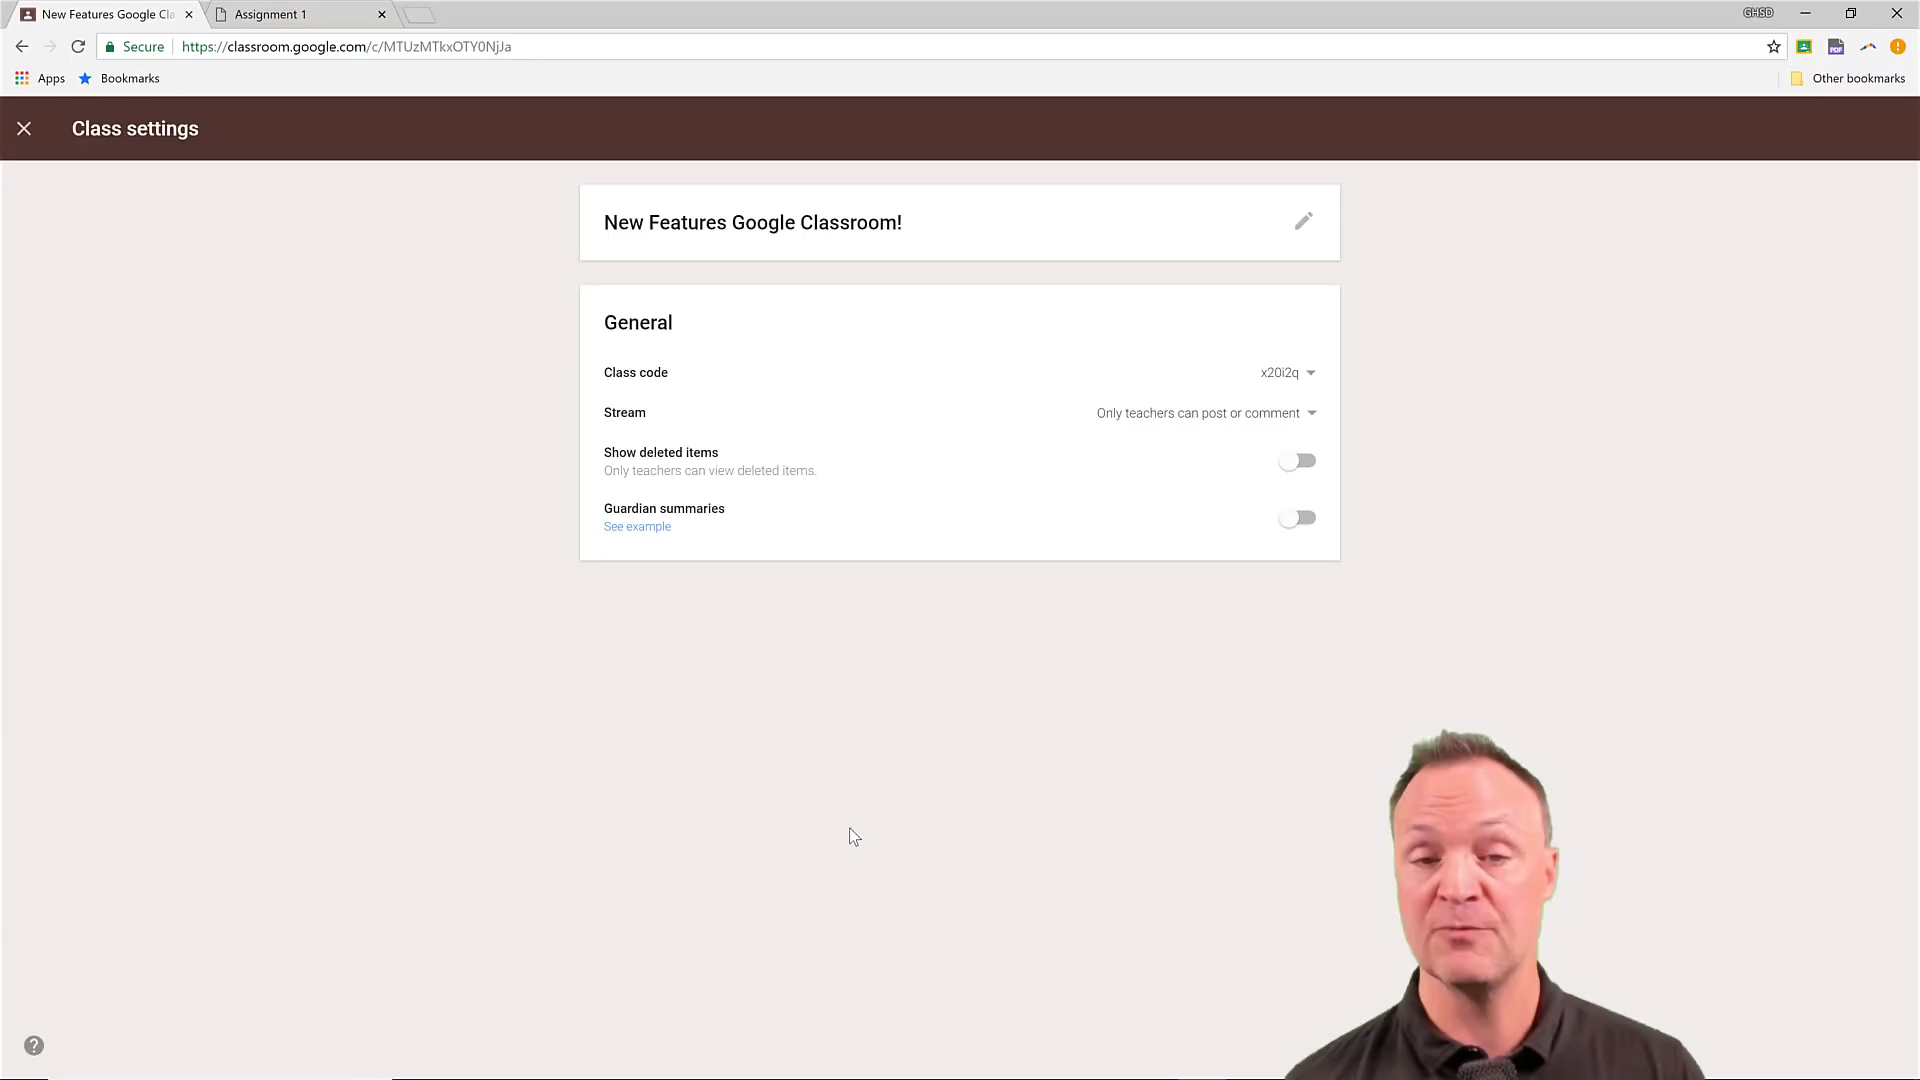 New Features Google Cla
Assignment 1
GHSD
Secure
https://classroom.google.com/c/MTUzMTkxOTY0NjJa
Apps
Bookmarks
Other bookmarks
Class settings
New Features Google Classroom!
General
Class code
x20i2q
Stream
Only teachers can post or comment
Show deleted items
Only teachers can view deleted items.
Guardian summaries
See example
PDF
?